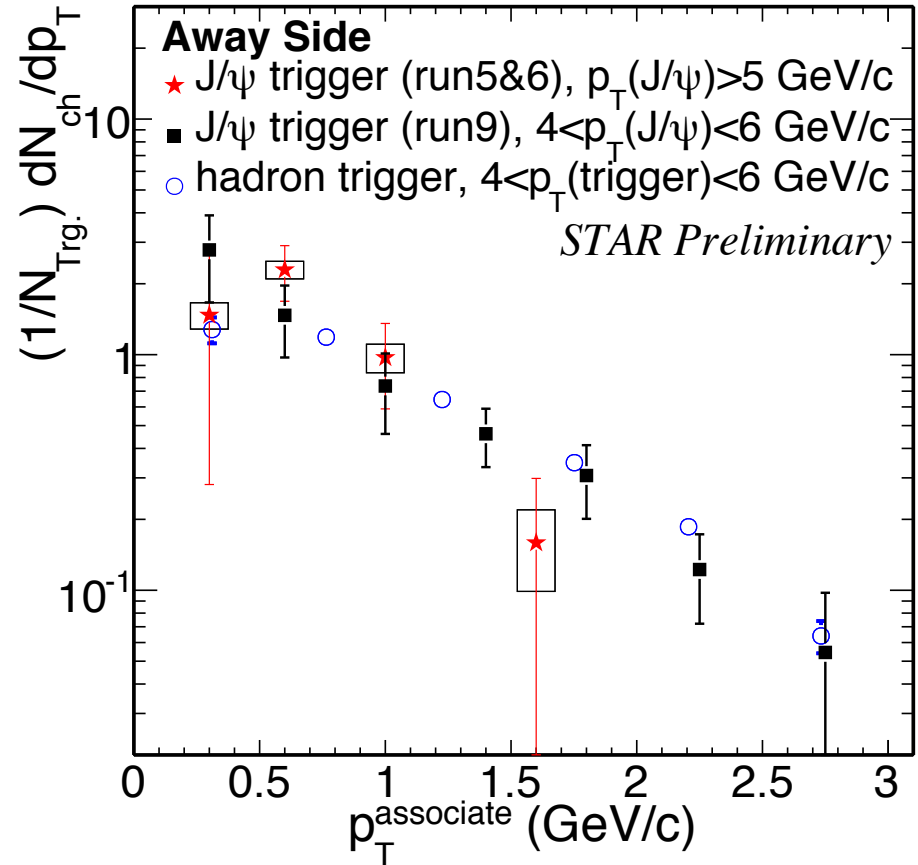 Away Side
J/ψ trigger (run5&6), p_T(J/ψ)>5 GeV/c
J/ψ trigger (run9), 4<p_T(J/ψ)<6 GeV/c
hadron trigger, 4<p_T(trigger)<6 GeV/c
STAR Preliminary
(1/N_Trg.) dN_ch/dp_T
10
1
10^-1
0 0.5 1 1.5 2 2.5 3
p_T^associate (GeV/c)